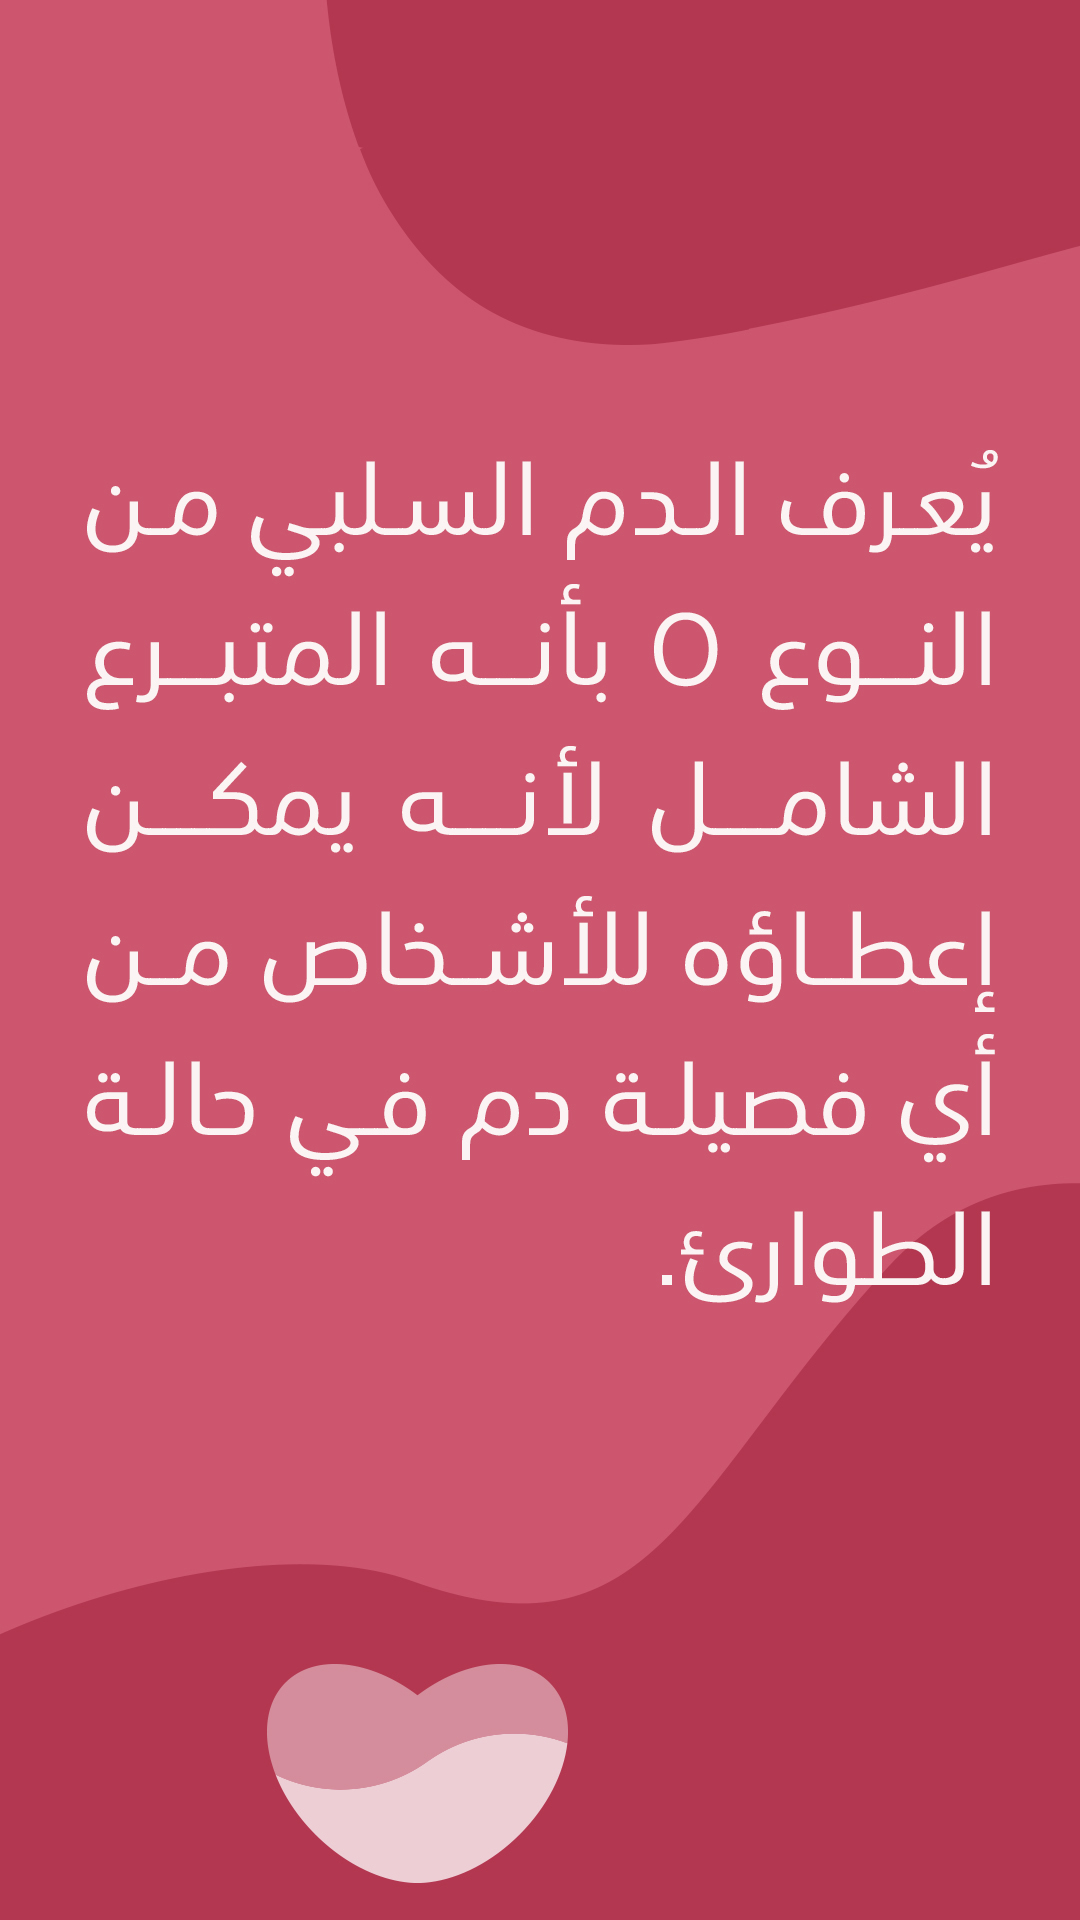 يُعرف الدم السلبي من
النوع O بأنه المتبرع
الشامل لأنه يمكن
إعطاؤه للأشخاص من
أي فصيلة دم في حالة
الطوارئ.